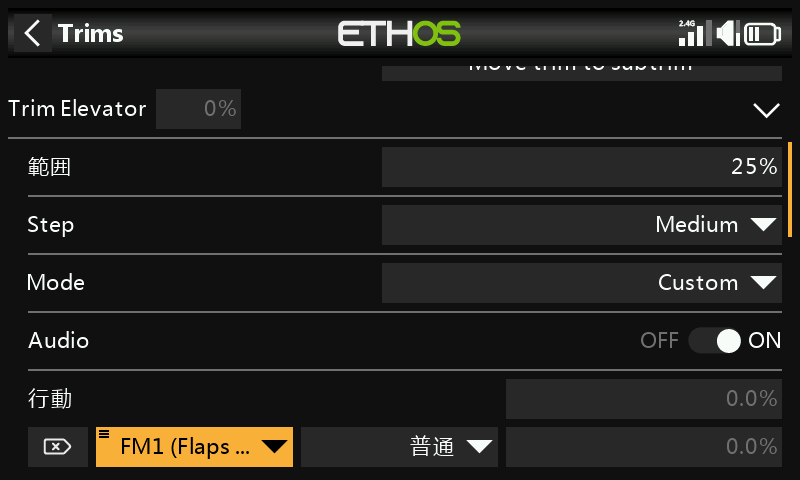 Trims ETHOS 2.4G
Move trim to subtrim
Trim Elevator 0%
範囲 25%
Step Medium
Mode Custom
Audio OFF ON
行動 0.0%
FM1 (Flaps ... 普通 0.0%